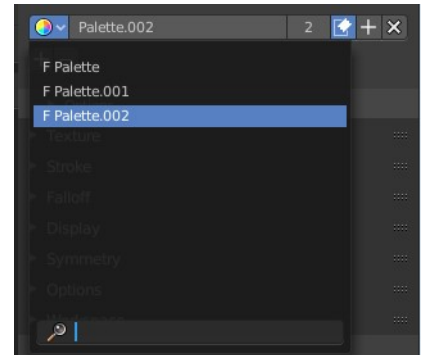 Palette.002 2
F Palette
F Palette.001
F Palette.002
Texture
Stroke
Falloff
Display
Symmetry
Options